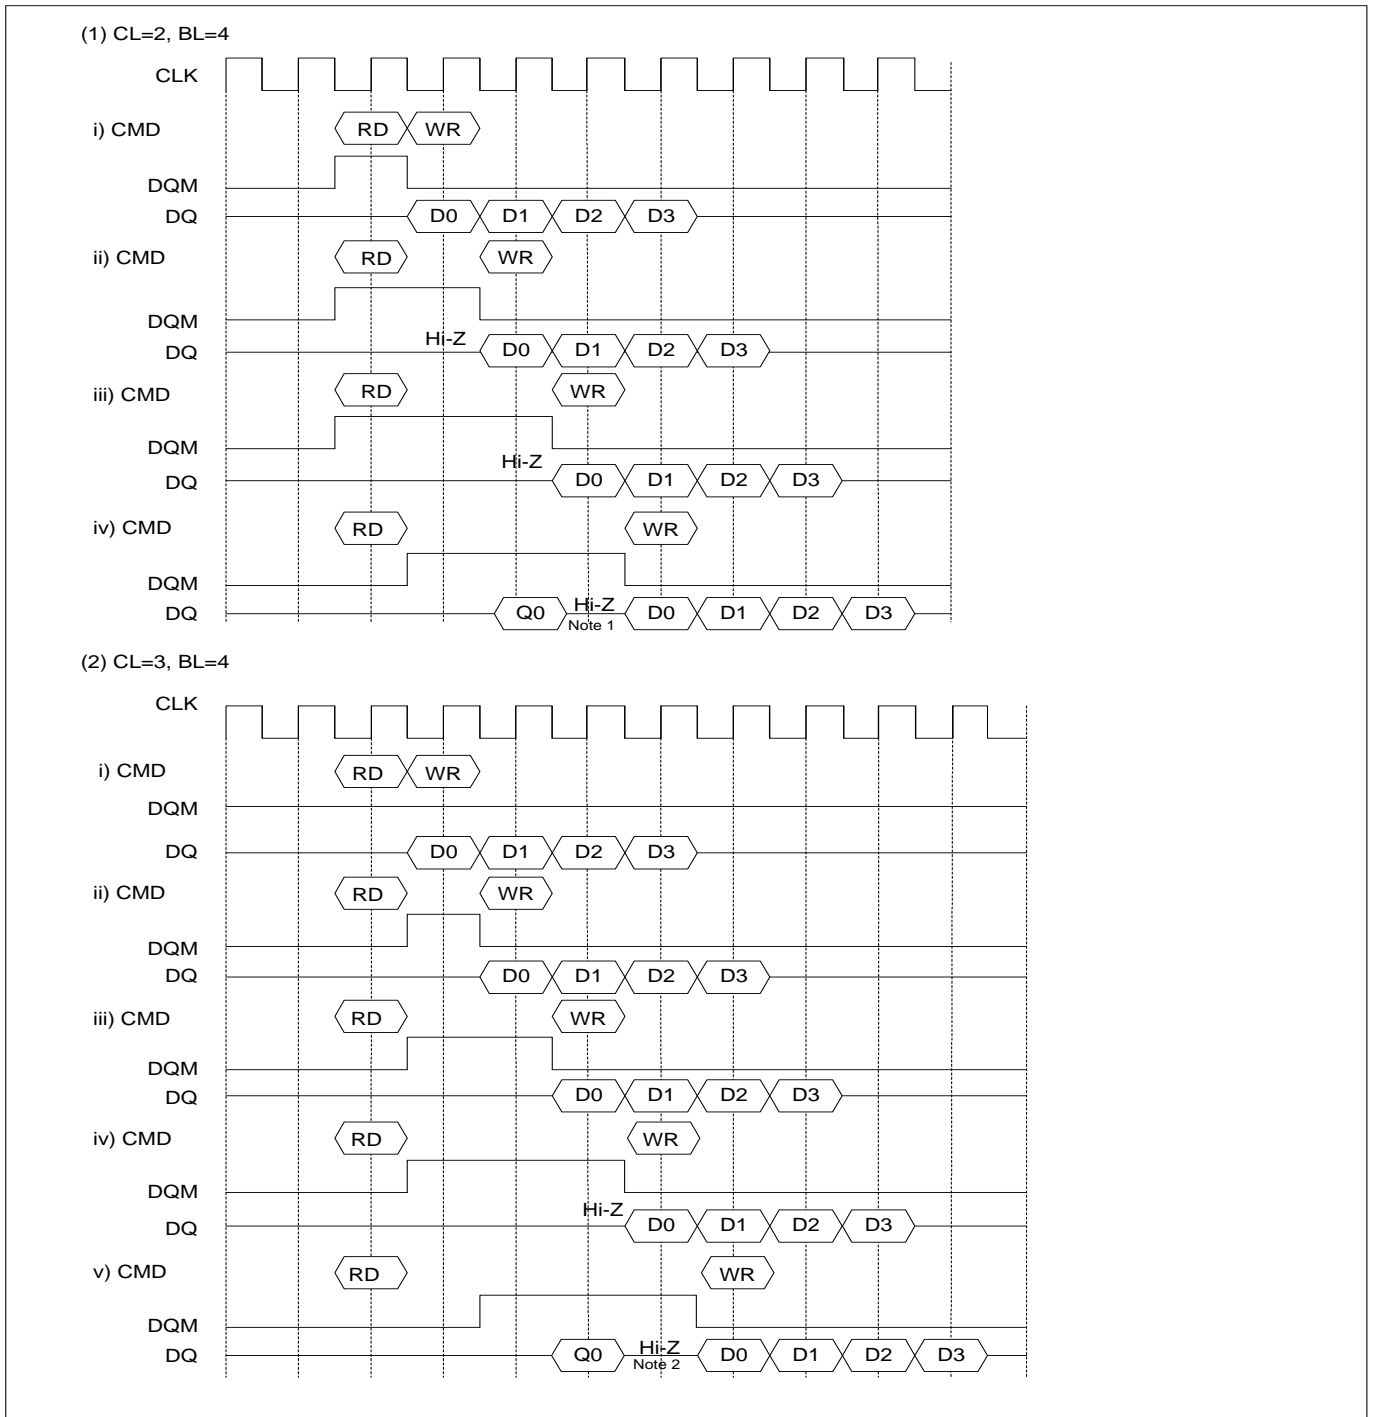 (1) CL=2, BL=4
CLK
i) CMD RD WR
DQM
DQ D0 D1 D2 D3
ii) CMD RD WR
DQM
Hi-Z
DQ D0 D1 D2 D3
iii) CMD RD WR
DQM
Hi-Z
DQ D0 D1 D2 D3
iv) CMD RD WR
DQM
DQ Q0 Hi-Z D0 D1 D2 D3
Note 1
(2) CL=3, BL=4
CLK
i) CMD RD WR
DQM
DQ D0 D1 D2 D3
ii) CMD RD WR
DQM
DQ D0 D1 D2 D3
iii) CMD RD WR
DQM
DQ D0 D1 D2 D3
iv) CMD RD WR
DQM
Hi-Z
DQ D0 D1 D2 D3
v) CMD RD WR
DQM
DQ Q0 Hi-Z D0 D1 D2 D3
Note 2